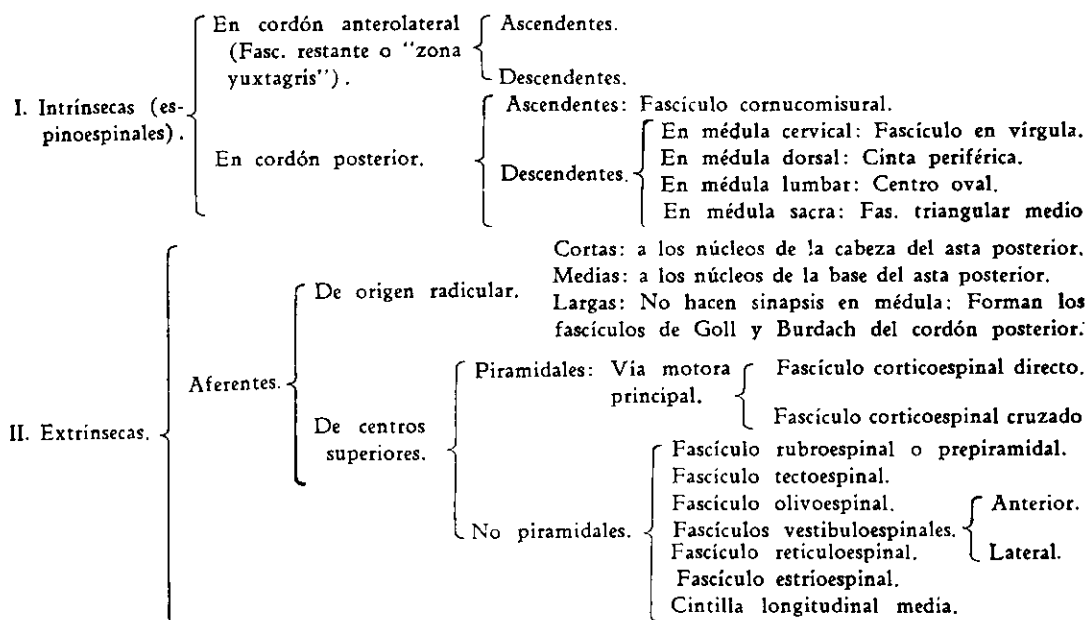 En cordón anterolateral
(Fasc. restante o "zona
yuxtagris").
Ascendentes.
Descendentes.
I. Intrínsecas (es-
pinoespinales).
En cordón posterior.
Ascendentes: Fascículo cornucomisural.
Descendentes.
En médula cervical: Fascículo en vírgula.
En médula dorsal: Cinta periférica.
En médula lumbar: Centro oval.
En médula sacra: Fas. triangular medio
II. Extrínsecas.
Aferentes.
De origen radicular.
Cortas: a los núcleos de la cabeza del asta posterior.
Medias: a los núcleos de la base del asta posterior.
Largas: No hacen sinapsis en médula: Forman los
fascículos de Goll y Burdach del cordón posterior.
De centros
superiores.
Piramidales: Vía motora
principal.
Fascículo corticoespinal directo.
Fascículo corticoespinal cruzado
No piramidales.
Fascículo rubroespinal o prepiramidal.
Fascículo tectoespinal.
Fascículo olivoespinal.
Fascículos vestibuloespinales.
Anterior.
Lateral.
Fascículo reticuloespinal.
Fascículo estrioespinal.
Cintilla longitudinal media.